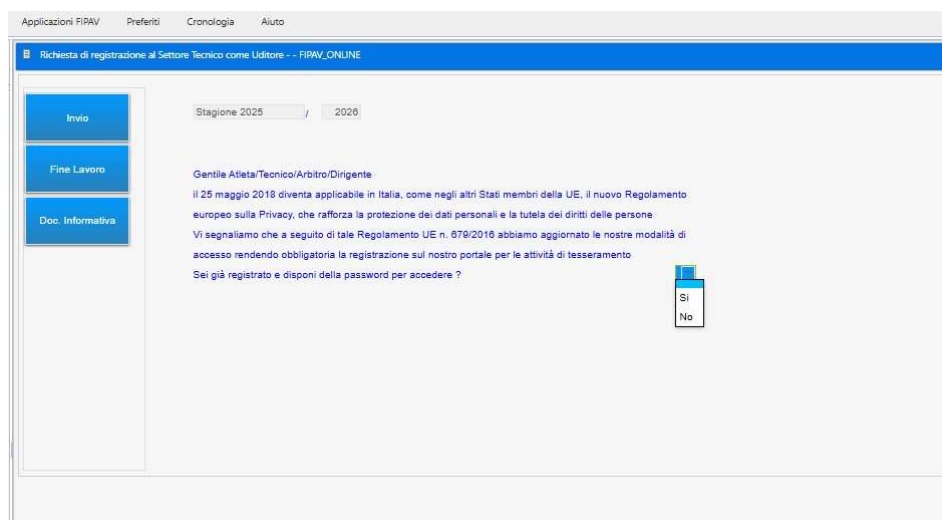 Applicazioni FIPAV Preferiti Cronologia Aiuto
Richiesta di registrazione al Settore Tecnico come Uditore - - FIPAV_ONLINE
Invio
Fine Lavoro
Doc. Informativa
Stagione 2025 / 2026
Gentile Atleta/Tecnico/Arbitro/Dirigente
il 25 maggio 2018 diventa applicabile in Italia, come negli altri Stati membri della UE, il nuovo Regolamento
europeo sulla Privacy, che rafforza la protezione dei dati personali e la tutela dei diritti delle persone
Vi segnaliamo che a seguito di tale Regolamento UE n. 679/2016 abbiamo aggiornato le nostre modalità di
accesso rendendo obbligatoria la registrazione sul nostro portale per le attività di tesseramento
Sei già registrato e disponi della password per accedere ?
Si
No